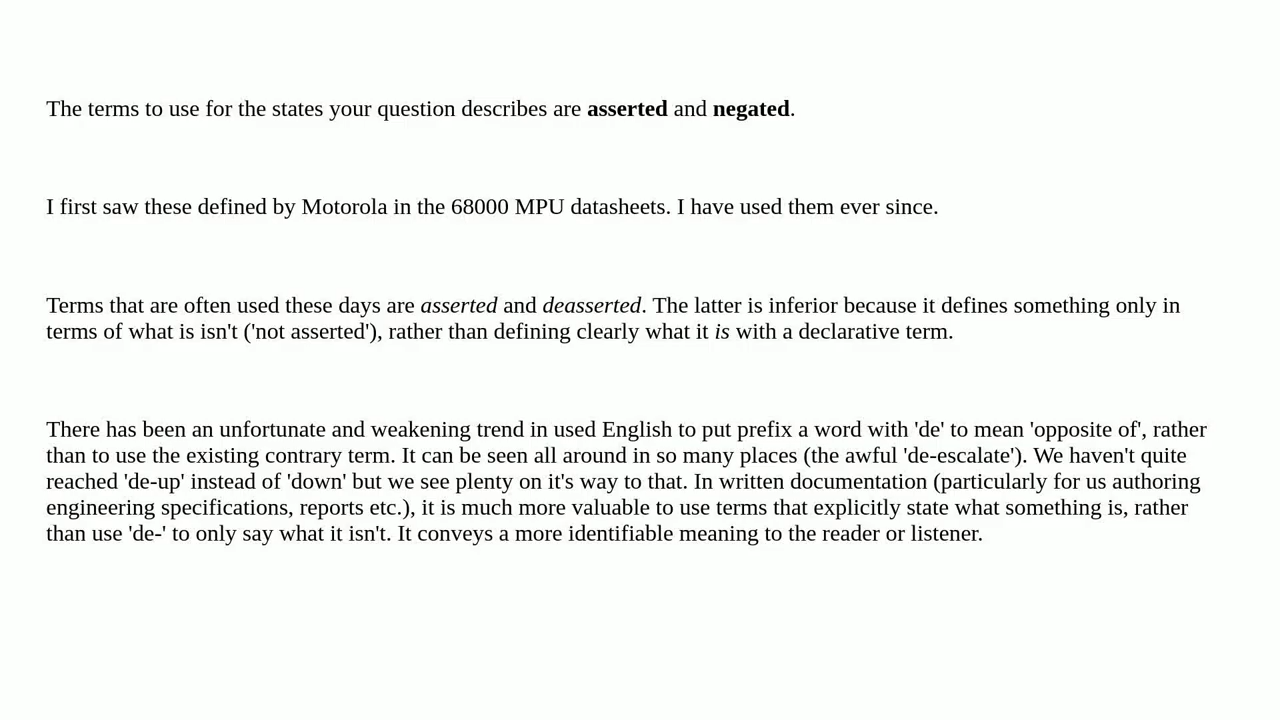 The terms to use for the states your question describes are asserted and negated.
I first saw these defined by Motorola in the 68000 MPU datasheets. I have used them ever since.
Terms that are often used these days are asserted and deasserted. The latter is inferior because it defines something only in
terms of what is isn't ('not asserted'), rather than defining clearly what it is with a declarative term.
There has been an unfortunate and weakening trend in used English to put prefix a word with 'de' to mean 'opposite of', rather
than to use the existing contrary term. It can be seen all around in so many places (the awful 'de-escalate'). We haven't quite
reached 'de-up' instead of 'down' but we see plenty on it's way to that. In written documentation (particularly for us authoring
engineering specifications, reports etc.), it is much more valuable to use terms that explicitly state what something is, rather
than use 'de-' to only say what it isn't. It conveys a more identifiable meaning to the reader or listener.